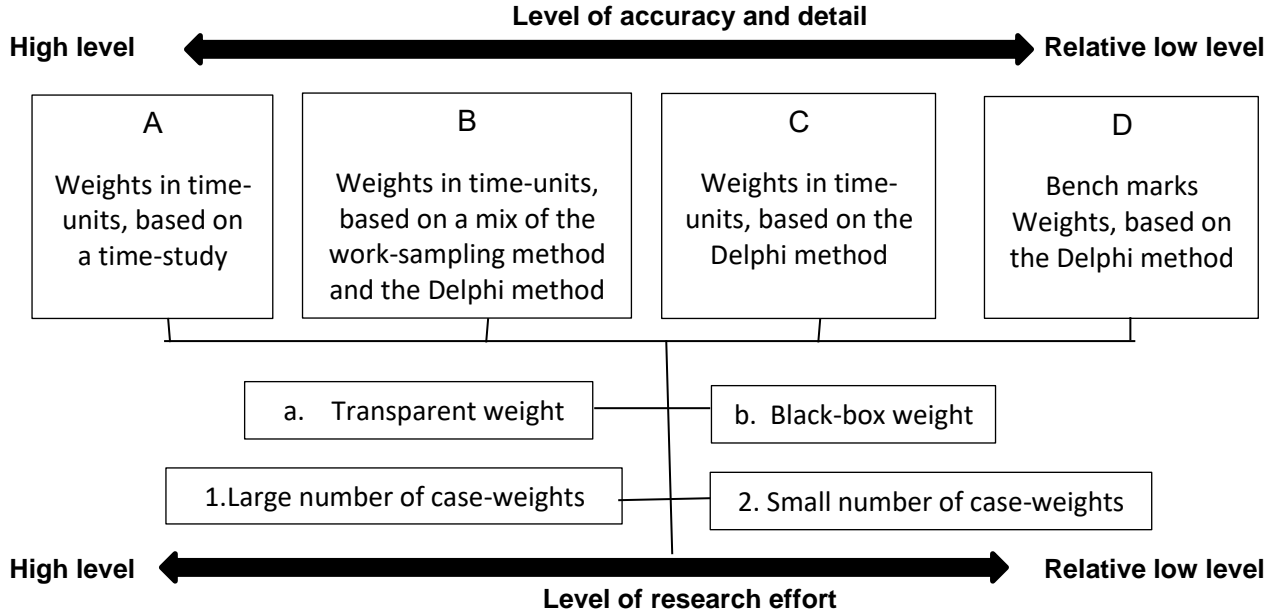 Level of accuracy and detail
High level
Relative low level
A
Weights in time-
units, based on
a time-study
B
Weights in time-units,
based on a mix of the
work-sampling method
and the Delphi method
C
Weights in time-
units, based on the
Delphi method
D
Bench marks
Weights, based on
the Delphi method
a. Transparent weight
b. Black-box weight
1.Large number of case-weights
2. Small number of case-weights
High level
Relative low level
Level of research effort